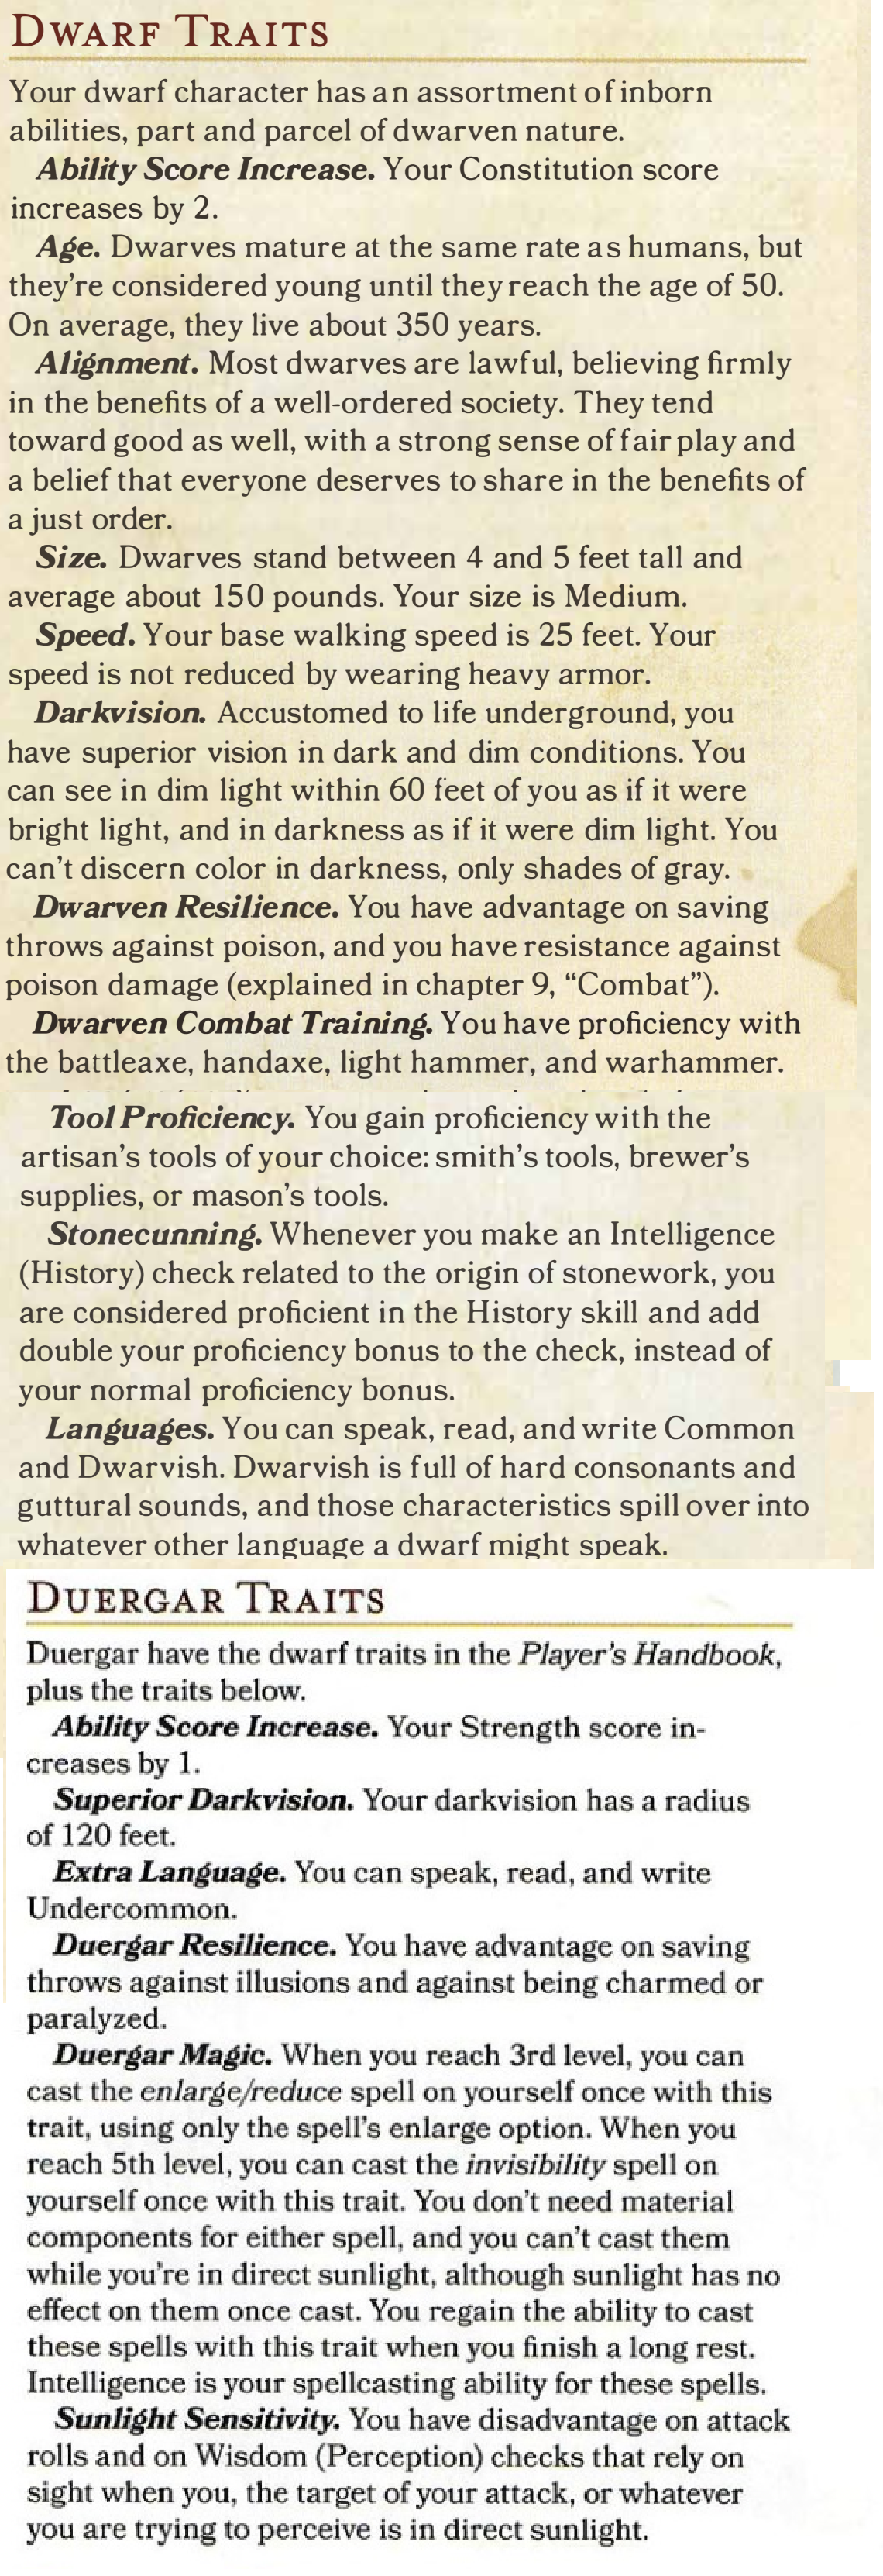 DWARF TRAITS
Your dwarf character has an assortment of inborn
abilities, part and parcel of dwarven nature.
Ability Score Increase. Your Constitution score
increases by 2.
Age. Dwarves mature at the same rate as humans, but
they're considered young until they reach the age of 50.
On average, they live about 350 years.
Alignment. Most dwarves are lawful, believing firmly
in the benefits of a well-ordered society. They tend
toward good as well, with a strong sense of fair play and
a belief that everyone deserves to share in the benefits of
a just order.
Size. Dwarves stand between 4 and 5 feet tall and
average about 150 pounds. Your size is Medium.
Speed. Your base walking speed is 25 feet. Your
speed is not reduced by wearing heavy armor.
Darkvision. Accustomed to life underground, you
have superior vision in dark and dim conditions. You
can see in dim light within 60 feet of you as if it were
bright light, and in darkness as if it were dim light. You
can't discern color in darkness, only shades of gray.
Dwarven Resilience. You have advantage on saving
throws against poison, and you have resistance against
poison damage (explained in chapter 9, “Combat”).
Dwarven Combat Training. You have proficiency with
the battleaxe, handaxe, light hammer, and warhammer.
Tool Proficiency. You gain proficiency with the
artisan's tools of your choice: smith's tools, brewer's
supplies, or mason's tools.
Stonecunning. Whenever you make an Intelligence
(History) check related to the origin of stonework, you
are considered proficient in the History skill and add
double your proficiency bonus to the check, instead of
your normal proficiency bonus.
Languages. You can speak, read, and write Common
and Dwarvish. Dwarvish is full of hard consonants and
guttural sounds, and those characteristics spill over into
whatever other language a dwarf might speak.
DUERGAR TRAITS
Duergar have the dwarf traits in the Player's Handbook,
plus the traits below.
Ability Score Increase. Your Strength score in-
creases by 1.
Superior Darkvision. Your darkvision has a radius
of 120 feet.
Extra Language. You can speak, read, and write
Undercommon.
Duergar Resilience. You have advantage on saving
throws against illusions and against being charmed or
paralyzed.
Duergar Magic. When you reach 3rd level, you can
cast the enlarge/reduce spell on yourself once with this
trait, using only the spell's enlarge option. When you
reach 5th level, you can cast the invisibility spell on
yourself once with this trait. You don't need material
components for either spell, and you can't cast them
while you're in direct sunlight, although sunlight has no
effect on them once cast. You regain the ability to cast
these spells with this trait when you finish a long rest.
Intelligence is your spellcasting ability for these spells.
Sunlight Sensitivity. You have disadvantage on attack
rolls and on Wisdom (Perception) checks that rely on
sight when you, the target of your attack, or whatever
you are trying to perceive is in direct sunlight.